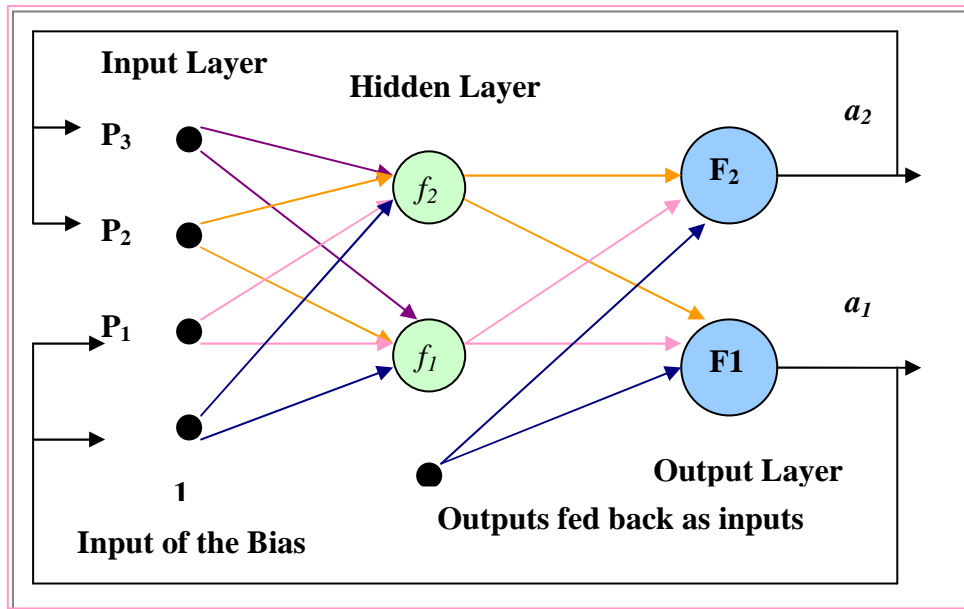 Input Layer
Hidden Layer
P3
P2
P1
1
Input of the Bias
f2
f1
F2
F1
a2
a1
Output Layer
Outputs fed back as inputs